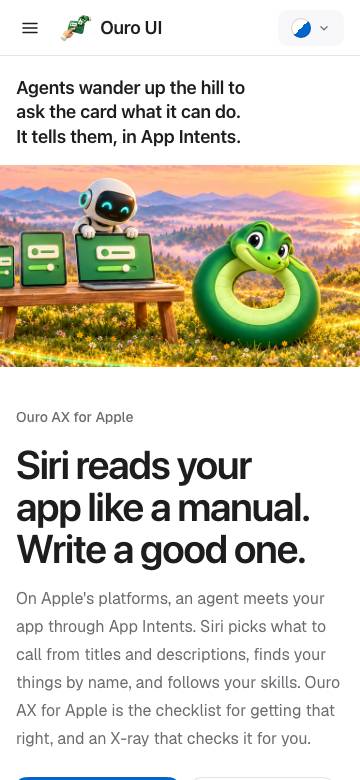 Ouro UI
Agents wander up the hill to
ask the card what it can do.
It tells them, in App Intents.
Ouro AX for Apple
Siri reads your
app like a manual.
Write a good one.
On Apple's platforms, an agent meets your
app through App Intents. Siri picks what to
call from titles and descriptions, finds your
things by name, and follows your skills. Ouro
AX for Apple is the checklist for getting that
right, and an X-ray that checks it for you.